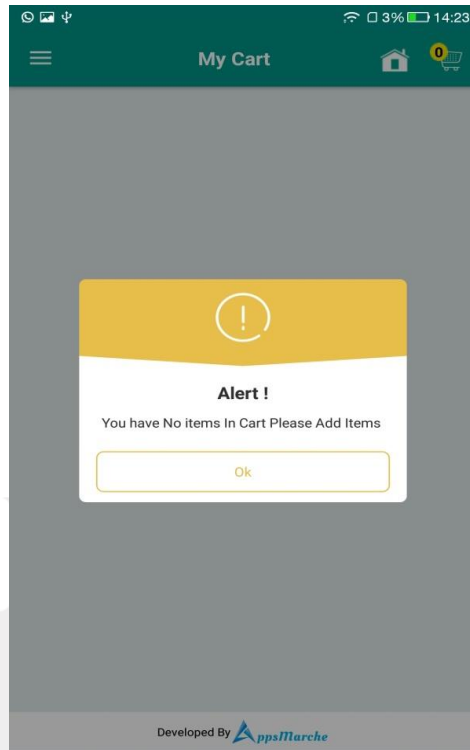 3% 14:23
My Cart
0
Alert !
You have No items In Cart Please Add Items
Ok
Developed By AppsMarche